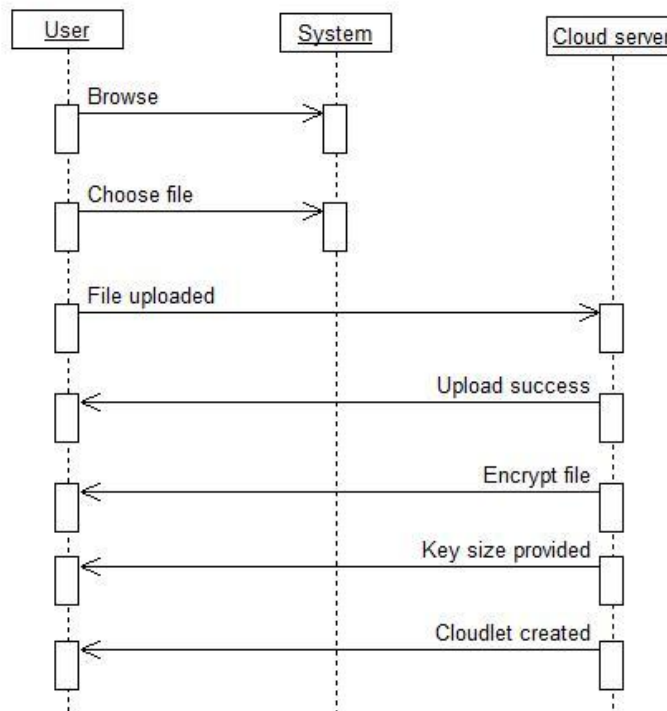 User
System
Cloud server
Browse
Choose file
File uploaded
Upload success
Encrypt file
Key size provided
Cloudlet created